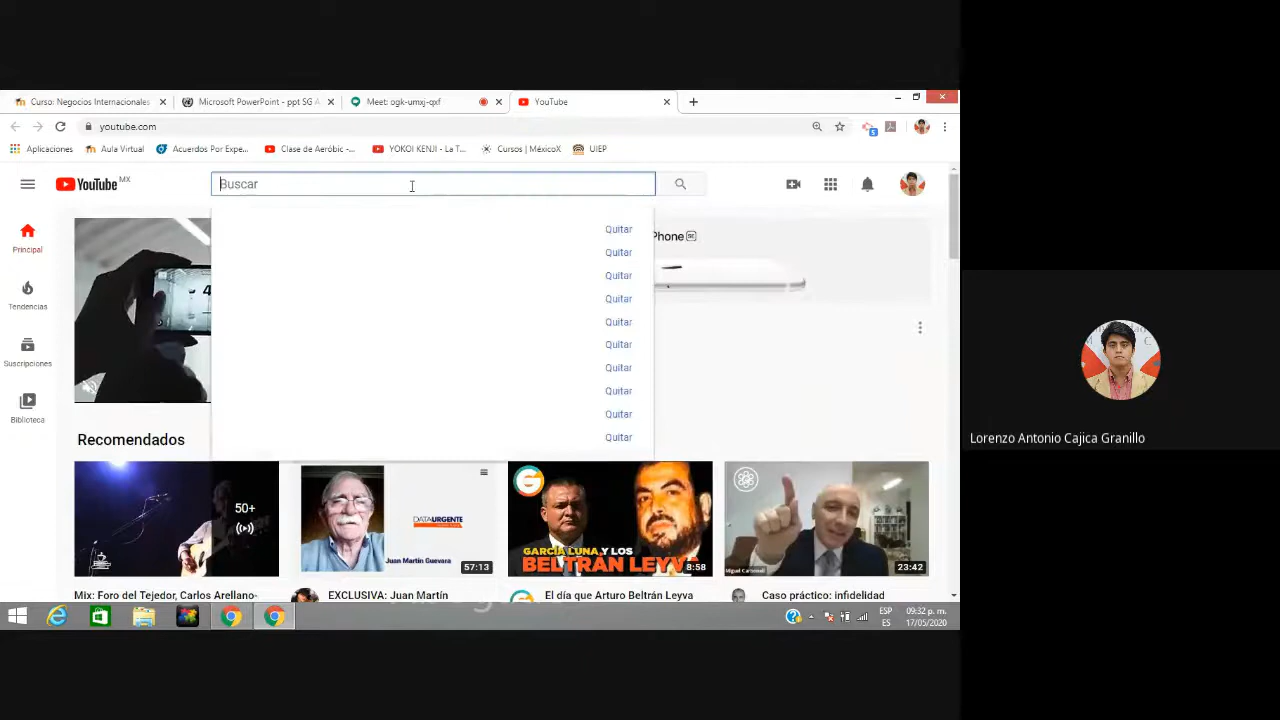 Curso: Negocios Internacionales
Microsoft PowerPoint - ppt SG A
Meet: ogk-umxj-qxf
YouTube
youtube.com
Aplicaciones
Aula Virtual
Acuerdos Por Expe...
Clase de Aeróbic -...
YOKOI KENJI - La T...
Cursos | MéxicoX
UIEP
YouTube MX
Buscar
Quitar
Quitar
Quitar
Quitar
Quitar
Quitar
Quitar
Quitar
Quitar
Quitar
Principal
Tendencias
Suscripciones
Biblioteca
Phone SE
Recomendados
50+
DATAURGENTE
Juan Martín Guevara
57:13
GARCÍA LUNA Y LOS
BELTRAN LEYVA
8:58
Miguel Carbonell
23:42
Mix: Foro del Tejedor, Carlos Arellano-
EXCLUSIVA: Juan Martín
El día que Arturo Beltrán Leyva
Caso práctico: infidelidad
ESP
ES
09:32 p. m.
17/05/2020
Lorenzo Antonio Cajica Granillo